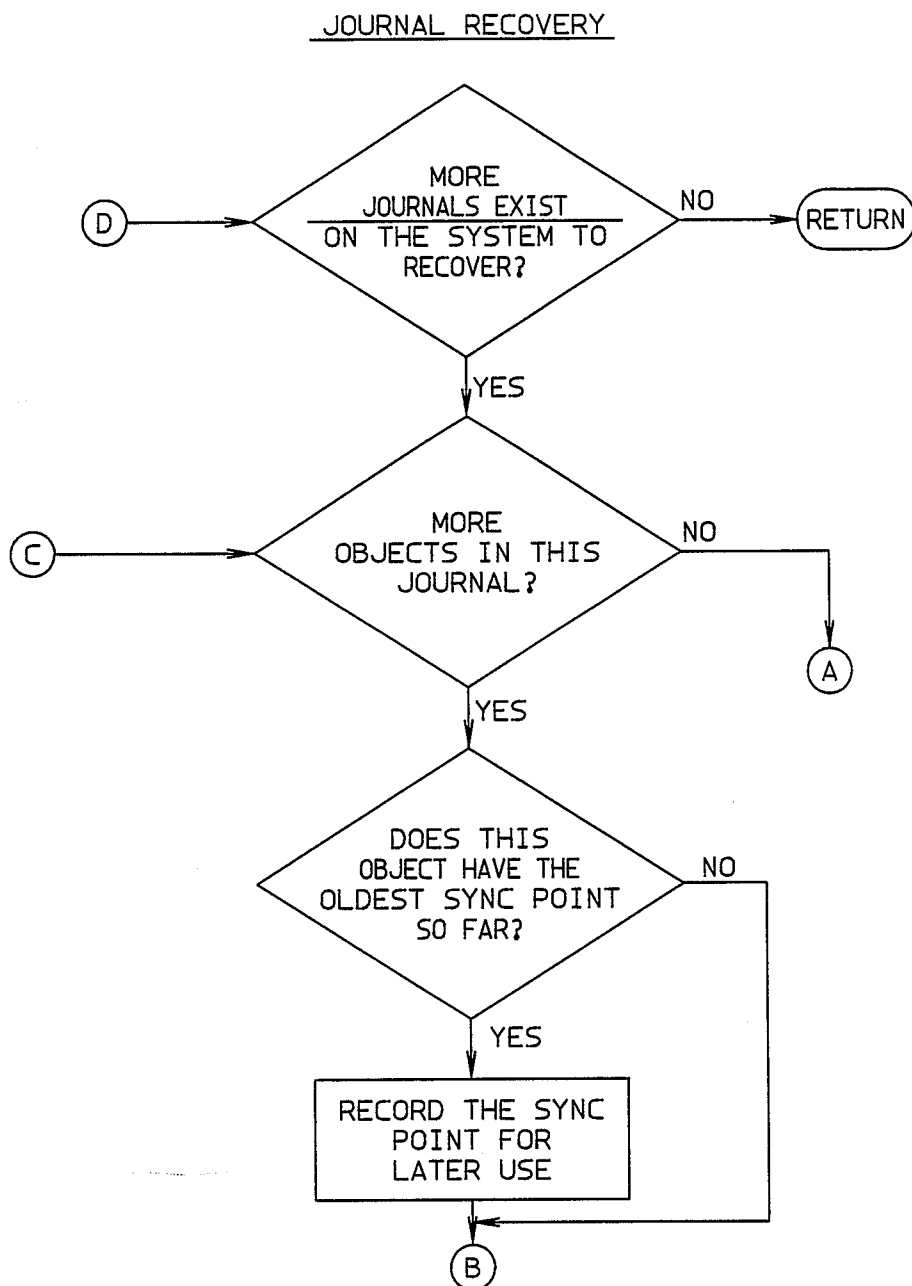 JOURNAL RECOVERY
MORE
JOURNALS EXIST
ON THE SYSTEM TO
RECOVER?
D
NO
RETURN
YES
MORE
OBJECTS IN THIS
JOURNAL?
C
NO
A
YES
DOES THIS
OBJECT HAVE THE
OLDEST SYNC POINT
SO FAR?
NO
YES
RECORD THE SYNC
POINT FOR
LATER USE
B